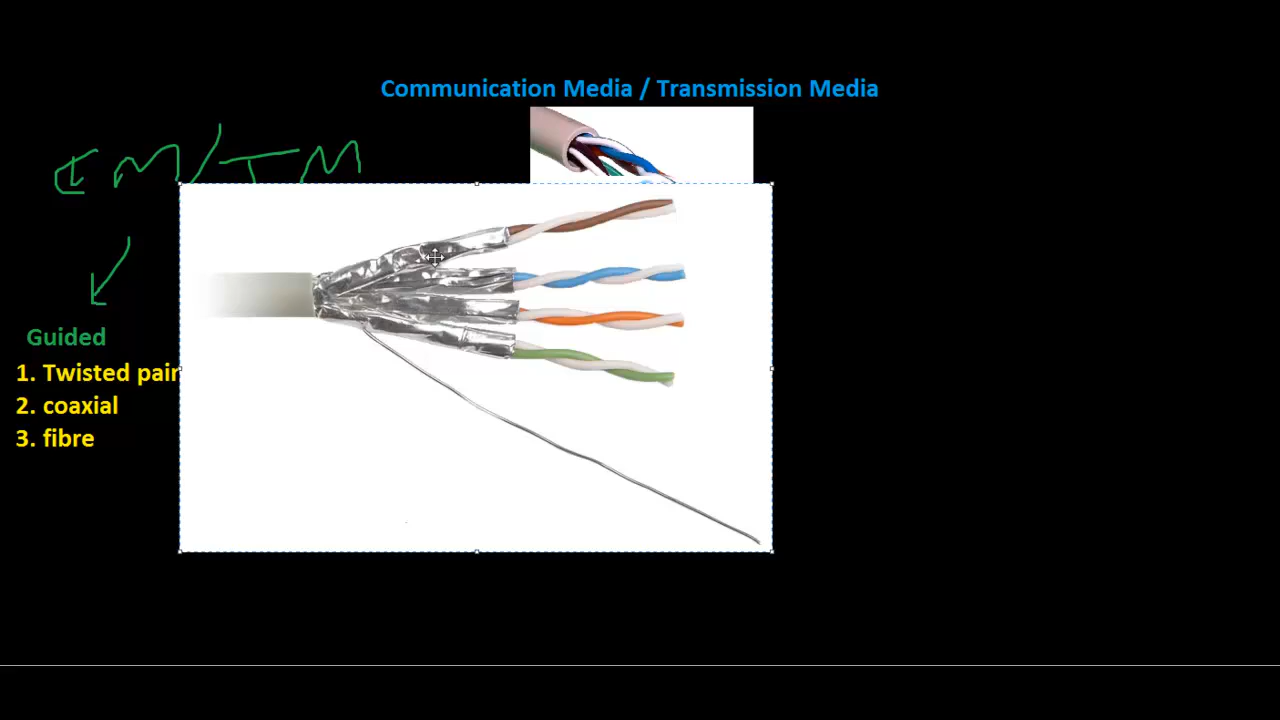 Communication Media / Transmission Media
CM/TM
Guided
1. Twisted pair
2. coaxial
3. fibre